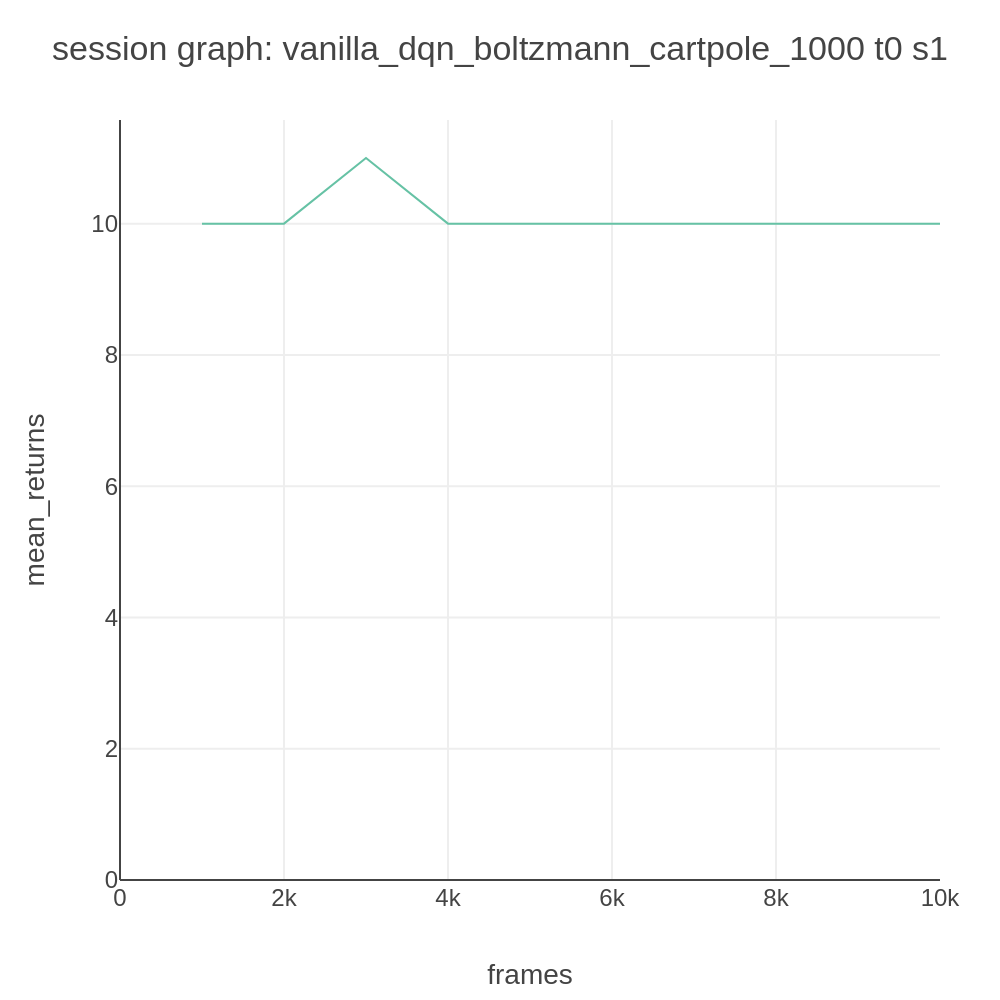 session graph: vanilla_dqn_boltzmann_cartpole_1000 t0 s1
mean_returns
10
8
6
4
2
0
0 2k 4k 6k 8k 10k
frames